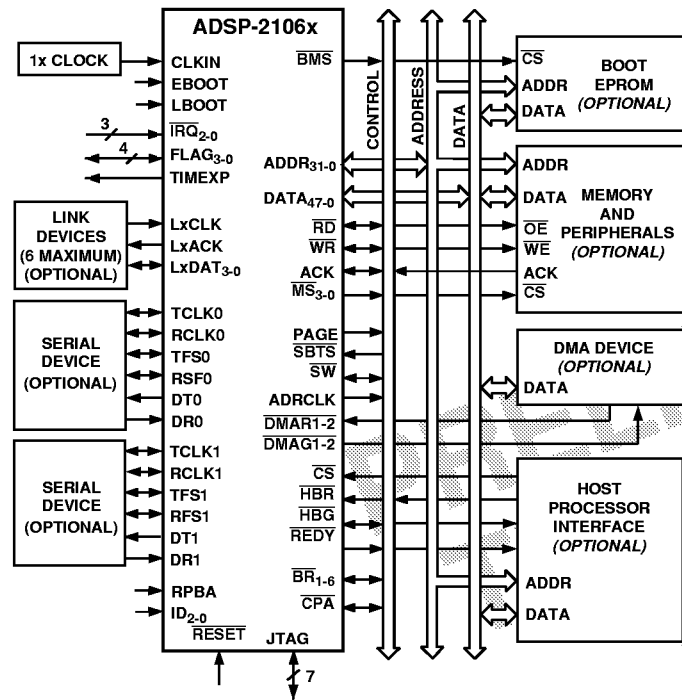 ADSP-2106x
1x CLOCK
CLKIN
EBOOT
LBOOT
3
IRQ2-0
4
FLAG3-0
TIMEXP
LINK
DEVICES
(6 MAXIMUM)
(OPTIONAL)
LxCLK
LxACK
LxDAT3-0
SERIAL
DEVICE
(OPTIONAL)
TCLK0
RCLK0
TFS0
RSF0
DT0
DR0
SERIAL
DEVICE
(OPTIONAL)
TCLK1
RCLK1
TFS1
RFS1
DT1
DR1
RPBA
ID2-0
RESET
JTAG
7
BMS
ADDR31-0
DATA47-0
RD
WR
ACK
MS3-0
PAGE
SBTS
SW
ADRCLK
DMAR1-2
DMAG1-2
CS
HBR
HBG
REDY
BR1-6
CPA
CONTROL
ADDRESS
DATA
CS
BOOT
EPROM
(OPTIONAL)
ADDR
DATA
ADDR
MEMORY
AND
PERIPHERALS
(OPTIONAL)
DATA
OE
WE
ACK
CS
DMA DEVICE
(OPTIONAL)
DATA
HOST
PROCESSOR
INTERFACE
(OPTIONAL)
ADDR
DATA